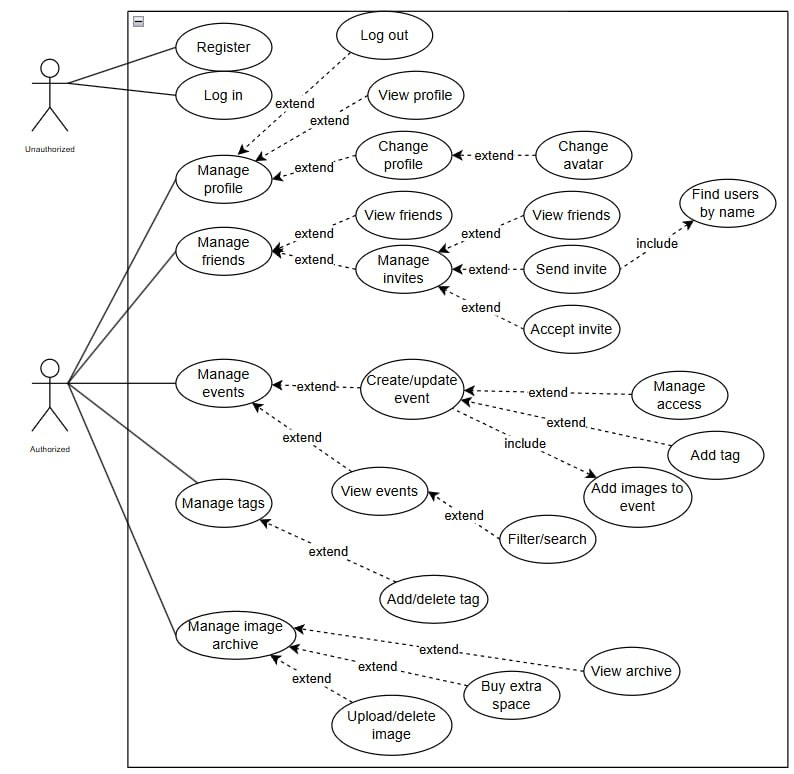 Log out
Register
View profile
Log in
extend
extend
Unauthorized
Change
profile
extend
Change
avatar
extend
Manage
profile
Find users
by name
View friends
extend
View friends
extend
include
Manage
friends
extend
Manage
invites
extend
Send invite
extend
Accept invite
Manage
events
extend
Create/update
event
extend
Manage
access
extend
Authorized
extend
include
Add tag
View events
Add images to
event
Manage tags
extend
Filter/search
extend
Add/delete tag
Manage image
archive
extend
View archive
extend
extend
Buy extra
space
Upload/delete
image